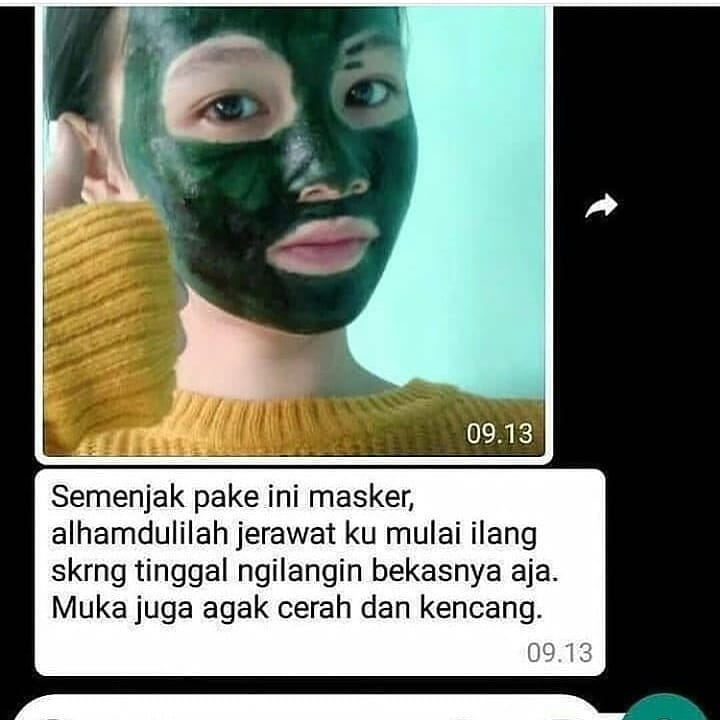 09.13
Semenjak pake ini masker,
alhamdulilah jerawat ku mulai ilang
skrng tinggal ngilangin bekasnya aja.
Muka juga agak cerah dan kencang.
09.13